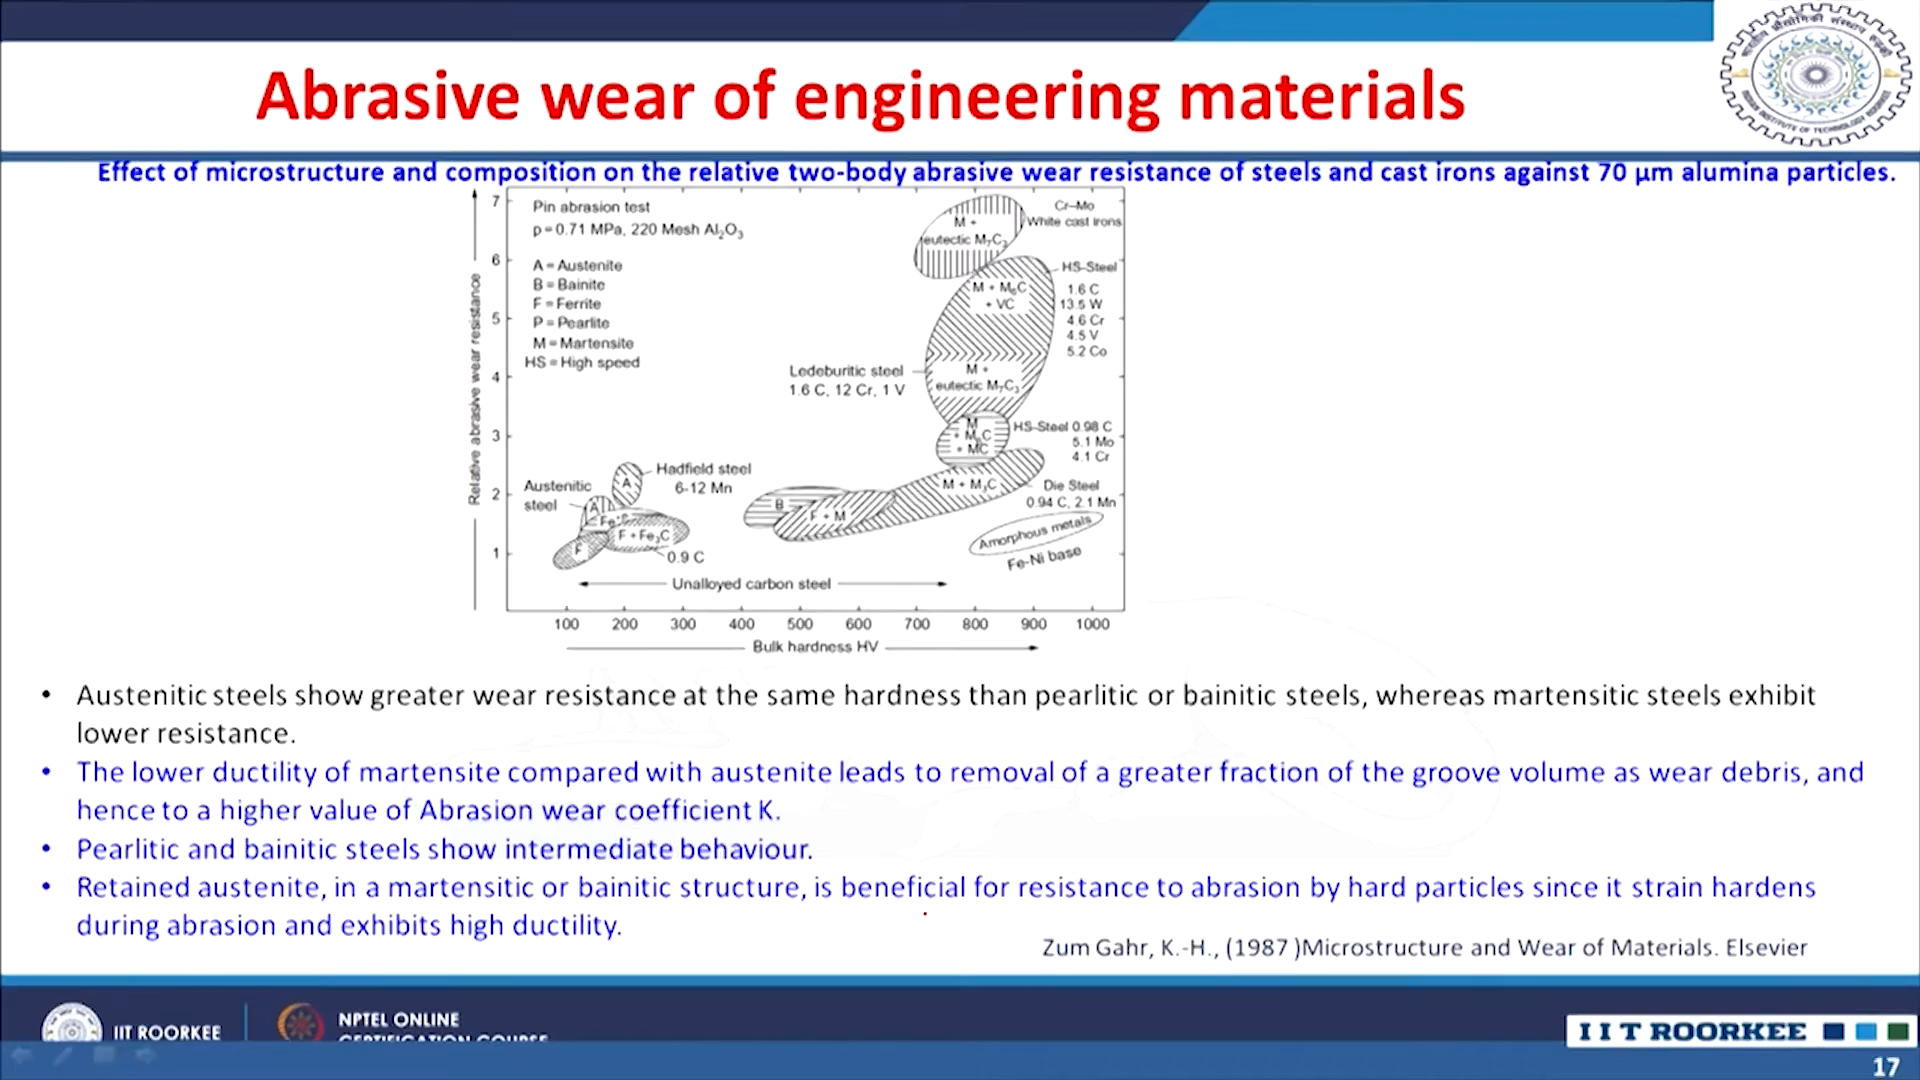 Abrasive wear of engineering materials
Effect of microstructure and composition on the relative two-body abrasive wear resistance of steels and cast irons against 70 µm alumina particles.
Relative abrasive wear resistance
7
6
5
4
3
2
1
Pin abrasion test
p=0.71 MPa, 220 Mesh Al₂O₃
A=Austenite
B=Bainite
F=Ferrite
P=Pearlite
M=Martensite
HS=High speed
Cr-Mo
White cast irons
M +
eutectic M₇C₃
HS-Steel
1.6 C
13.5 W
4.6 Cr
4.5 V
5.2 Co
M + M₆C
+ VC
Ledeburitic steel
1.6 C, 12 Cr, 1 V
M +
eutectic M₇C₃
M
+ M₆C
+ MC
HS-Steel 0.98 C
5.1 Mo
4.1 Cr
Hadfield steel
6-12 Mn
A
Austenitic
steel
A
F
F+Fe₃C
0.9 C
B
F+M
M+M₃C
Die Steel
0.94 C, 2.1 Mn
Amorphous metals
Fe-Ni base
Unalloyed carbon steel
100 200 300 400 500 600 700 800 900 1000
Bulk hardness HV
• Austenitic steels show greater wear resistance at the same hardness than pearlitic or bainitic steels, whereas martensitic steels exhibit
lower resistance.
• The lower ductility of martensite compared with austenite leads to removal of a greater fraction of the groove volume as wear debris, and
hence to a higher value of Abrasion wear coefficient K.
• Pearlitic and bainitic steels show intermediate behaviour.
• Retained austenite, in a martensitic or bainitic structure, is beneficial for resistance to abrasion by hard particles since it strain hardens
during abrasion and exhibits high ductility.
Zum Gahr, K.-H., (1987 )Microstructure and Wear of Materials. Elsevier
IIT ROORKEE
NPTEL ONLINE
CERTIFICATION COURSE
IIT ROORKEE
17